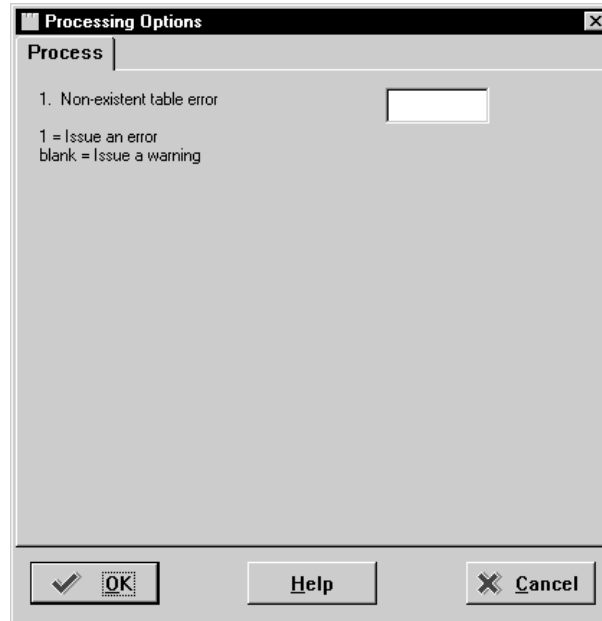 Processing Options
Process
1. Non-existent table error
1 = Issue an error
blank = Issue a warning
OK
Help
Cancel